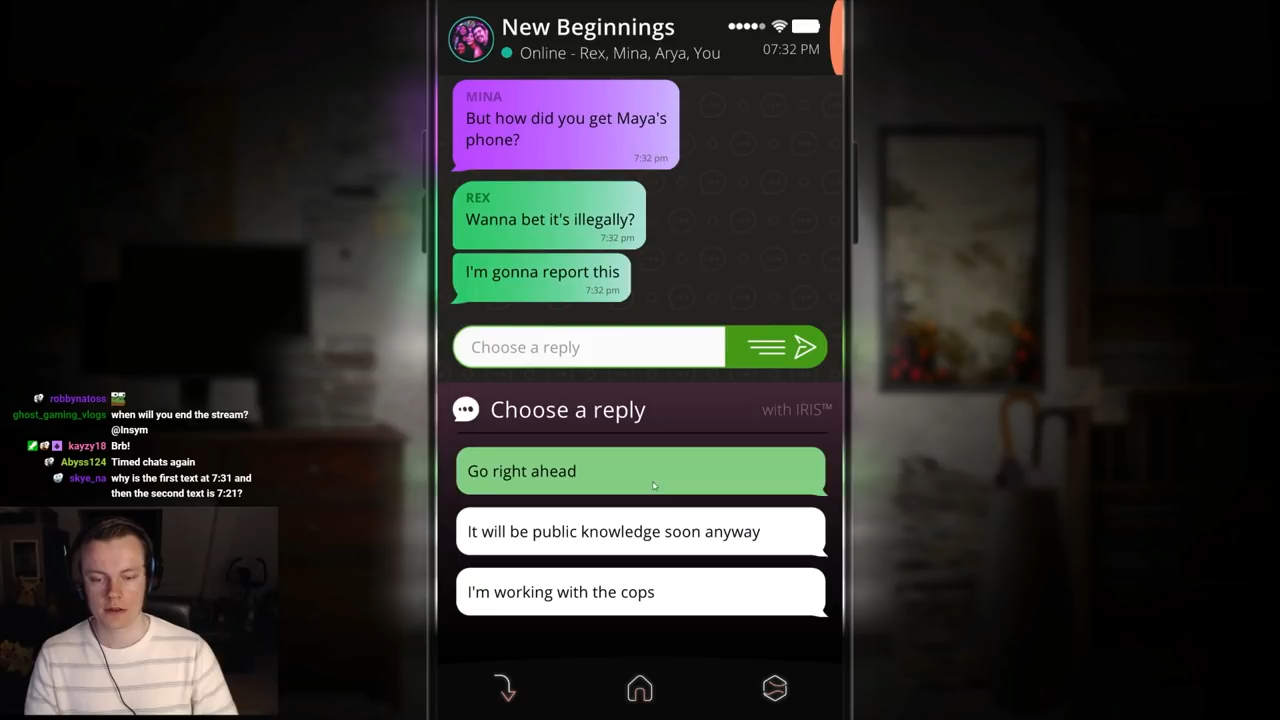 New Beginnings
Online - Rex, Mina, Arya, You
07:32 PM
MINA
But how did you get Maya's
phone?
7:32 pm
REX
Wanna bet it's illegally?
7:32 pm
I'm gonna report this
7:32 pm
Choose a reply
Choose a reply
with IRIS™
Go right ahead
It will be public knowledge soon anyway
I'm working with the cops
robbynatoss
ghost_gaming_vlogs when will you end the stream?
@Insym
kayzy18 Brb!
Abyss124 Timed chats again
skye_na why is the first text at 7:31 and
then the second text is 7:21?